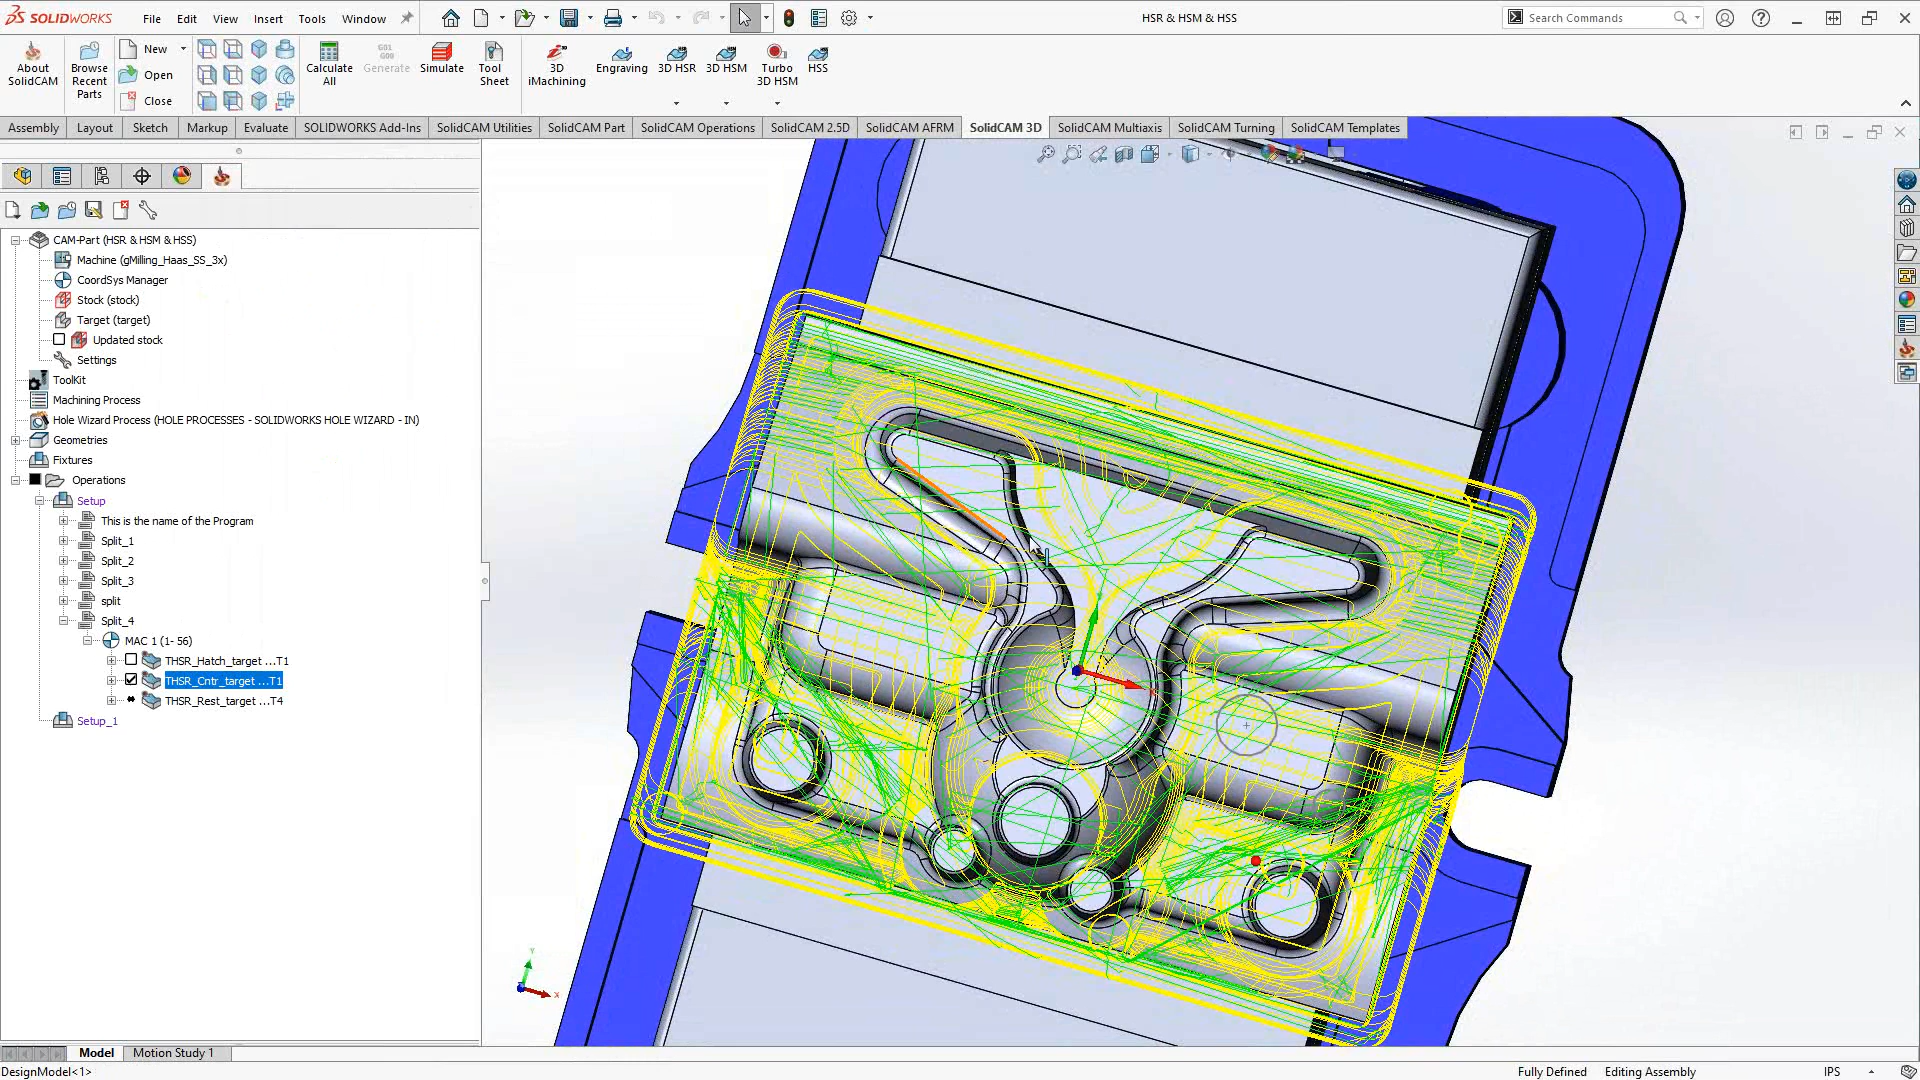 SOLIDWORKS File Edit View Insert Tools Window HSR & HSM & HSS Search Commands
About SolidCAM
Browse Recent Parts
New
Open
Close
Calculate All
G01 G00 Generate
Simulate
Tool Sheet
3D iMachining
Engraving
3D HSR
3D HSM
Turbo 3D HSM
HSS
Assembly Layout Sketch Markup Evaluate SOLIDWORKS Add-Ins SolidCAM Utilities SolidCAM Part SolidCAM Operations SolidCAM 2.5D SolidCAM AFRM SolidCAM 3D SolidCAM Multiaxis SolidCAM Turning SolidCAM Templates
CAM-Part (HSR & HSM & HSS)
Machine (gMilling_Haas_SS_3x)
CoordSys Manager
Stock (stock)
Target (target)
Updated stock
Settings
ToolKit
Machining Process
Hole Wizard Process (HOLE PROCESSES - SOLIDWORKS HOLE WIZARD - IN)
Geometries
Fixtures
Operations
Setup
This is the name of the Program
Split_1
Split_2
Split_3
split
Split_4
MAC 1 (1- 56)
THSR_Hatch_target ...T1
THSR_Cntr_target ...T1
THSR_Rest_target ...T4
Setup_1
Y
X
Model Motion Study 1
DesignModel<1> Fully Defined Editing Assembly IPS